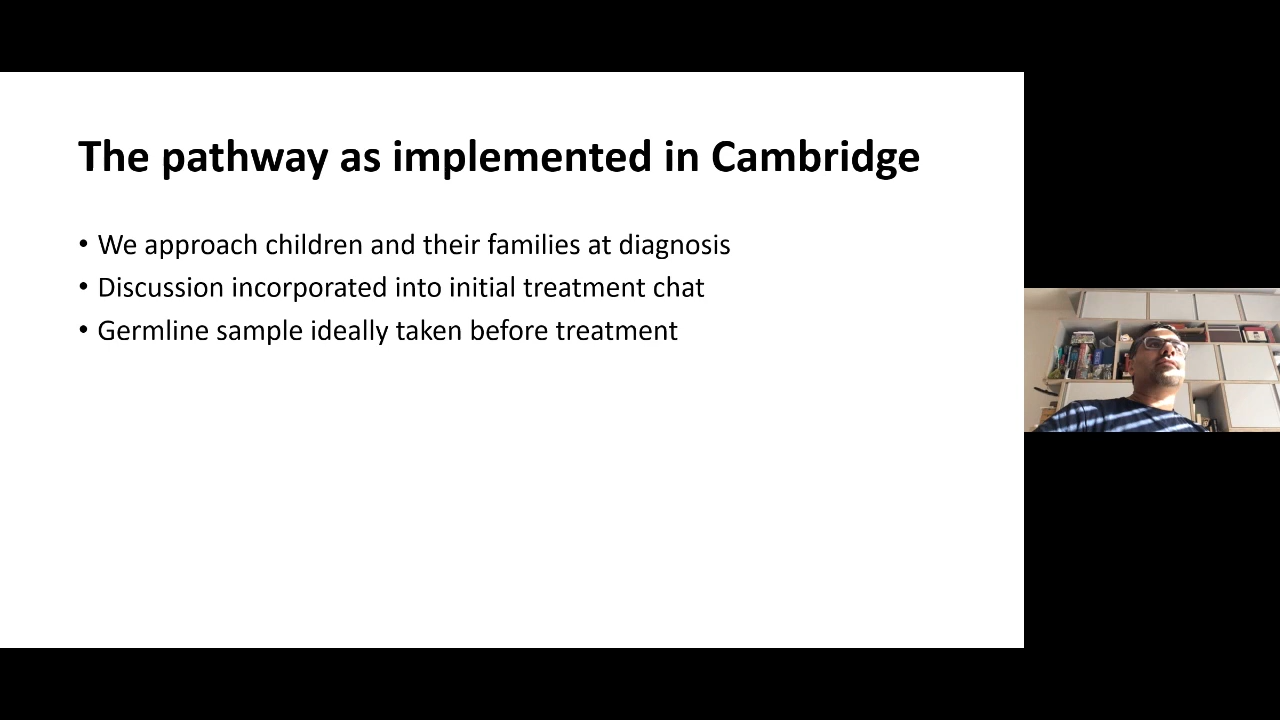 The pathway as implemented in Cambridge
• We approach children and their families at diagnosis
• Discussion incorporated into initial treatment chat
• Germline sample ideally taken before treatment